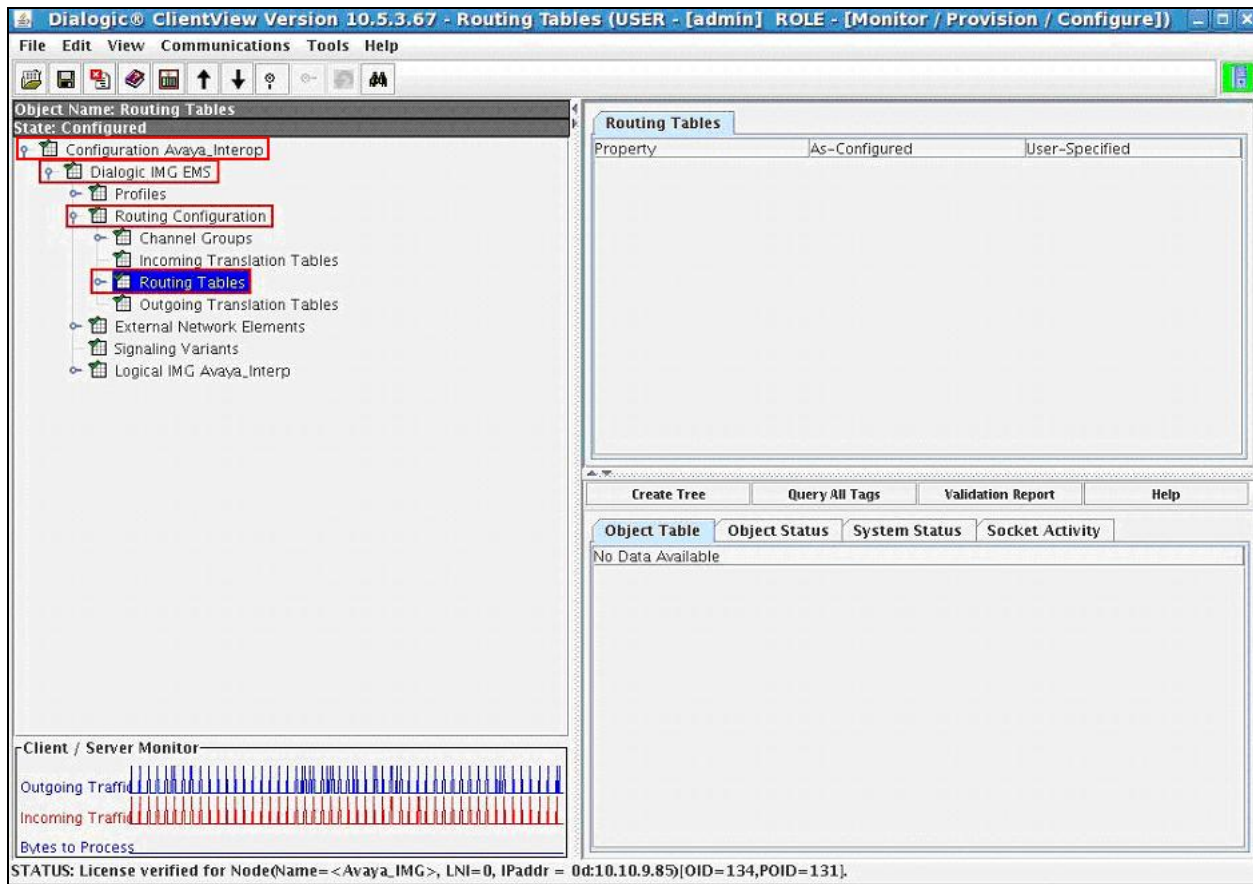 Dialogic® ClientView Version 10.5.3.67 - Routing Tables (USER - [admin] ROLE - [Monitor / Provision / Configure])
File Edit View Communications Tools Help
Object Name: Routing Tables
State: Configured
Configuration Avaya_Interop
Dialogic IMG EMS
Profiles
Routing Configuration
Channel Groups
Incoming Translation Tables
Routing Tables
Outgoing Translation Tables
External Network Elements
Signaling Variants
Logical IMG Avaya_Interp
Client / Server Monitor
Outgoing Traffic
Incoming Traffic
Bytes to Process
Routing Tables
Property As-Configured User-Specified
Create Tree Query All Tags Validation Report Help
Object Table Object Status System Status Socket Activity
No Data Available
STATUS: License verified for Node(Name=<Avaya_IMG>, LNI=0, IPaddr = 0d:10.10.9.85)[OID=134,POID=131].